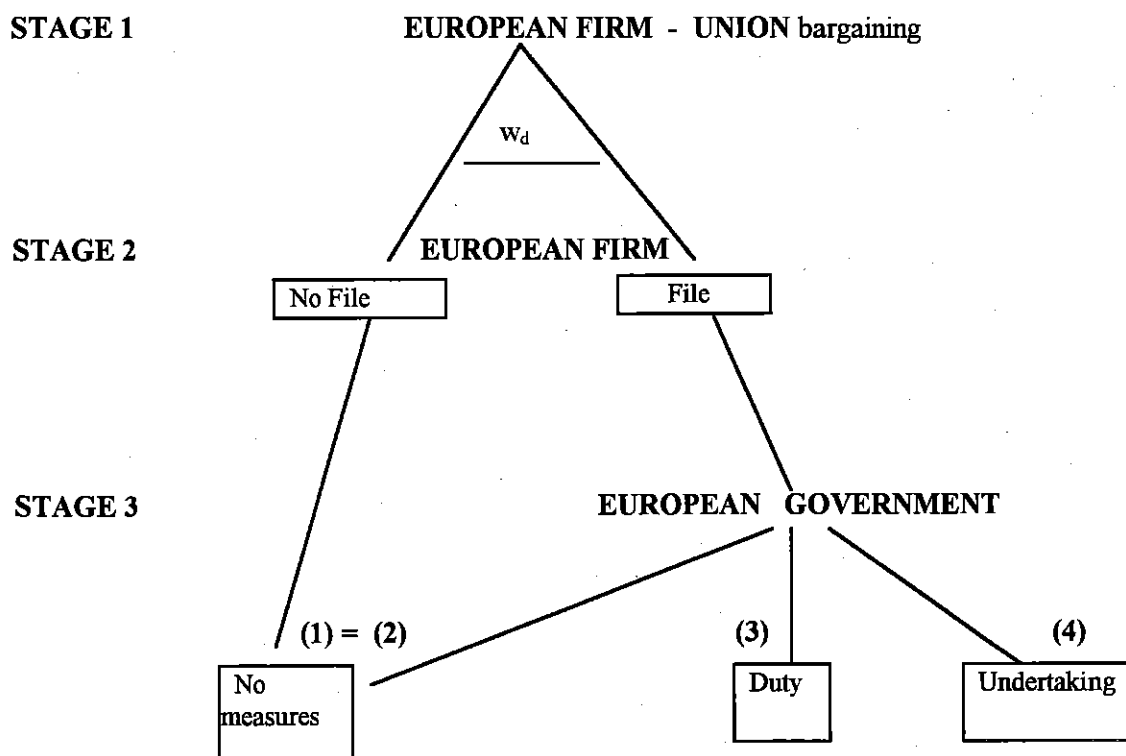 STAGE 1 EUROPEAN FIRM - UNION bargaining
wd
STAGE 2 EUROPEAN FIRM
No File File
STAGE 3 EUROPEAN GOVERNMENT
(1) = (2) (3) (4)
No Duty Undertaking
measures